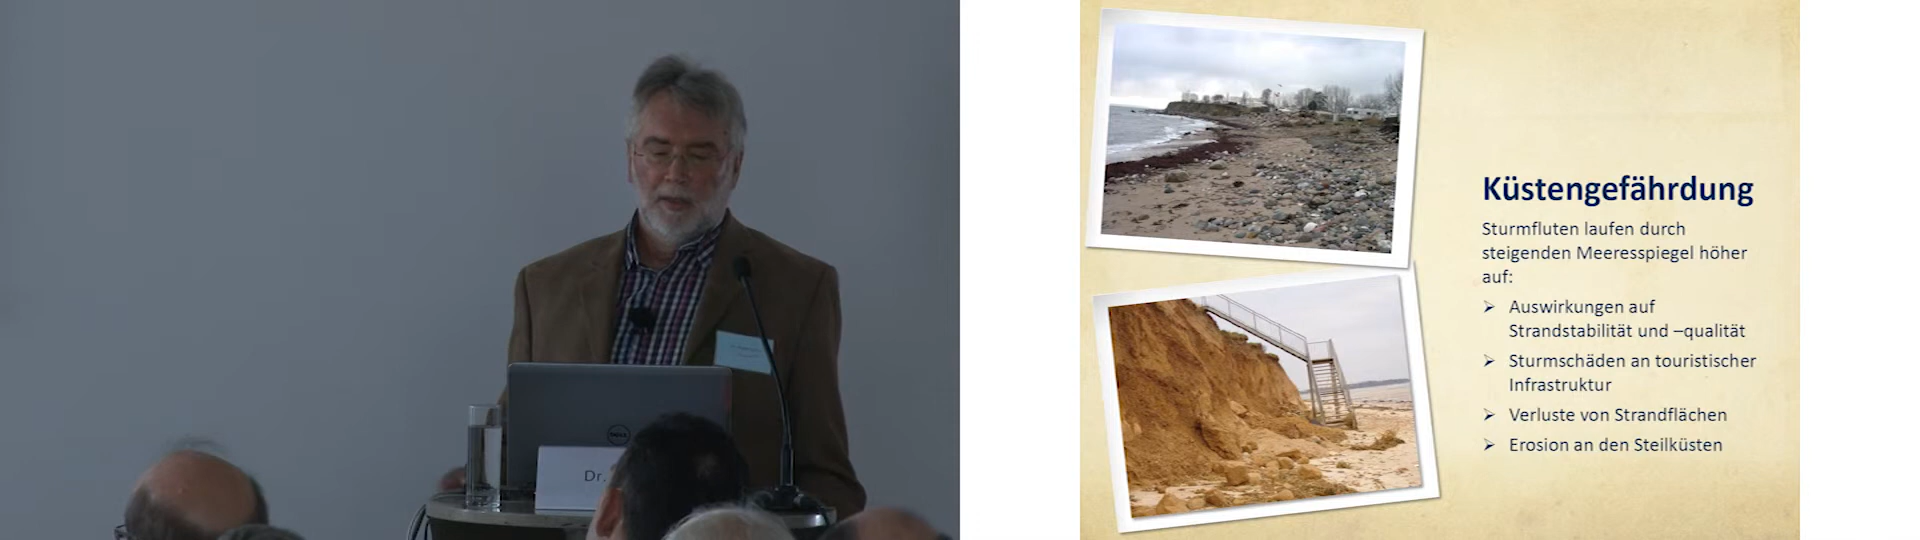 DELL
Dr.
Küstengefährdung
Sturmfluten laufen durch
steigenden Meeresspiegel höher
auf:
Auswirkungen auf
Strandstabilität und –qualität
Sturmschäden an touristischer
Infrastruktur
Verluste von Strandflächen
Erosion an den Steilküsten